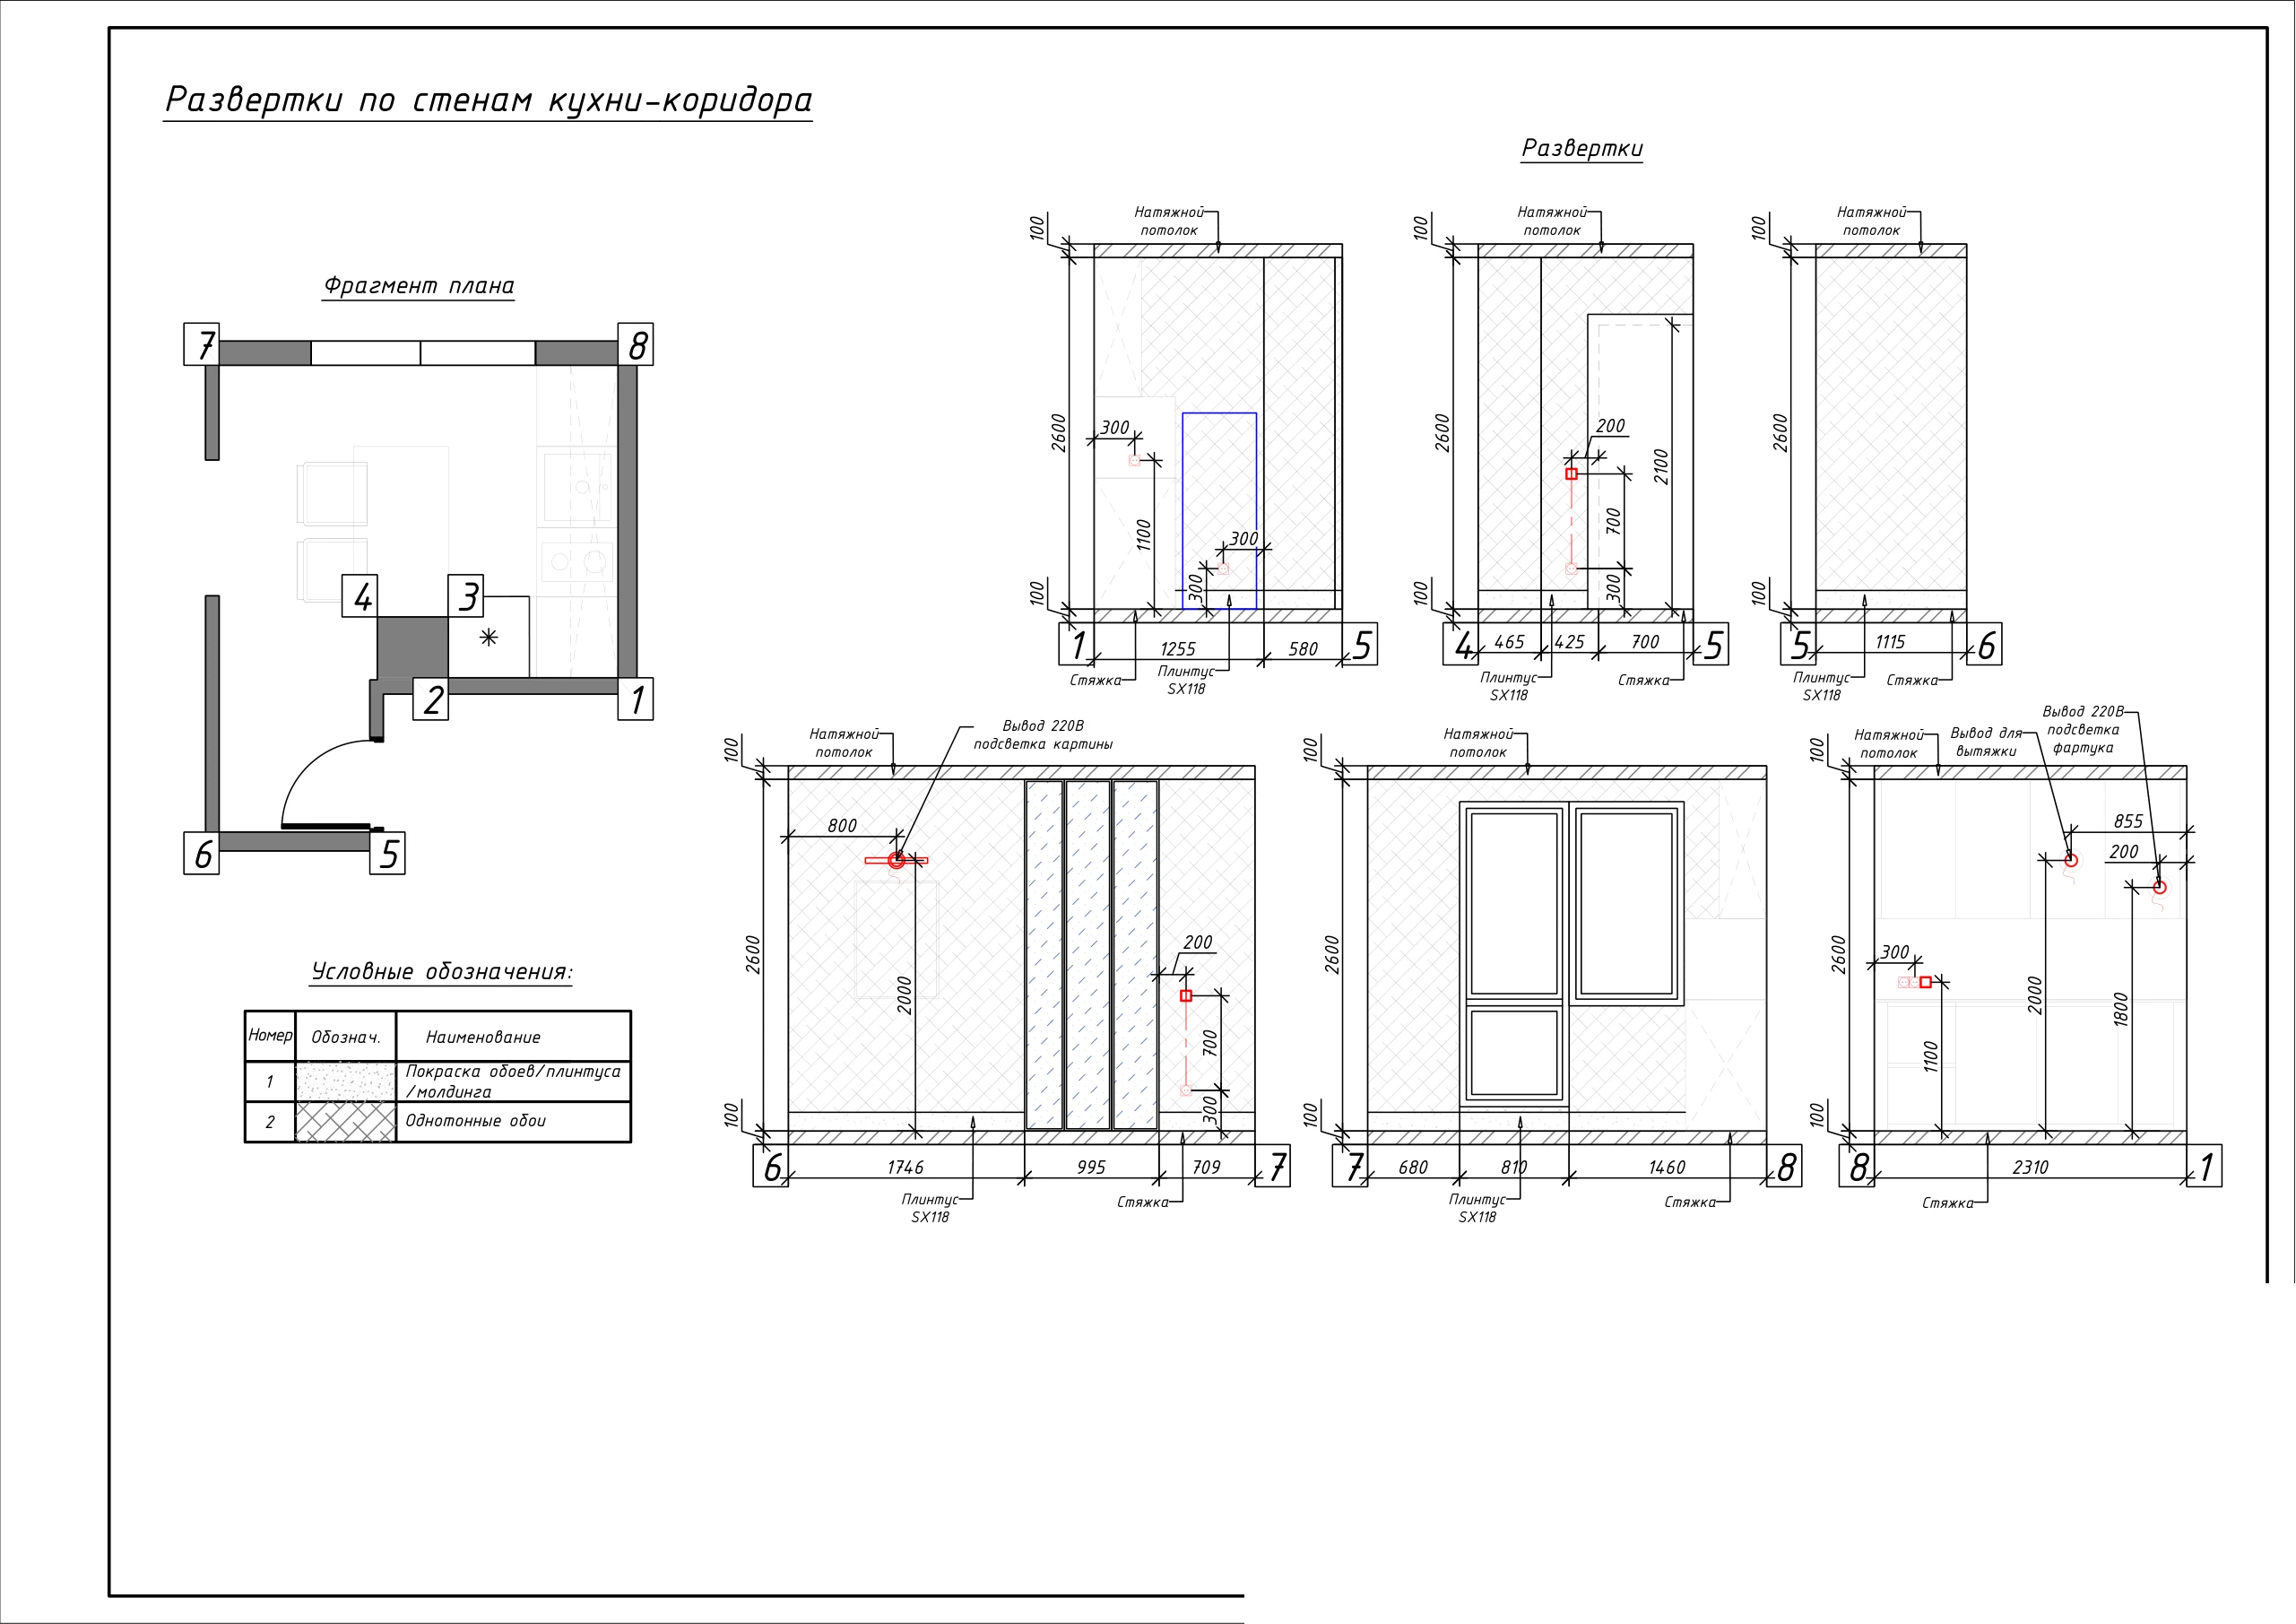 Развертки по стенам кухни-коридора
Развертки
Фрагмент плана
7
8
4
3
2
1
6
5
Условные обозначения:
Номер
Обознач.
Наименование
1
Покраска обоев/плинтуса
/молдинга
2
Однотонные обои
Натяжной
потолок
100
2600
100
300
1100
300
300
1
1255
580
5
Стяжка
Плинтус
SX118
Натяжной
потолок
100
2600
100
200
2100
700
300
4
465
425
700
5
Плинтус
SX118
Стяжка
Натяжной
потолок
100
2600
100
5
1115
6
Плинтус
SX118
Стяжка
Натяжной
потолок
Вывод 220В
подсветка картины
100
2600
100
800
2000
200
700
300
6
1746
995
709
7
Плинтус
SX118
Стяжка
Натяжной
потолок
100
2600
100
7
680
810
1460
8
Плинтус
SX118
Стяжка
Натяжной
потолок
Вывод для
вытяжки
Вывод 220В
подсветка
фартука
100
2600
100
855
200
300
1100
2000
1800
8
2310
1
Стяжка